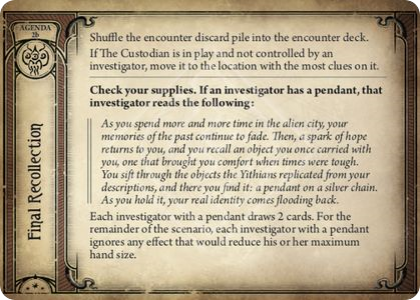 AGENDA
2b
Final Recollection
Shuffle the encounter discard pile into the encounter deck.
If The Custodian is in play and not controlled by an
investigator, move it to the location with the most clues on it.
Check your supplies. If an investigator has a pendant, that
investigator reads the following:
As you spend more and more time in the alien city, your
memories of the past continue to fade. Then, a spark of hope
returns to you, and you recall an object you once carried with
you, one that brought you comfort when times were tough.
You sift through the objects the Yithians replicated from your
descriptions, and there you find it: a pendant on a silver chain.
As you hold it, your real identity comes flooding back.
Each investigator with a pendant draws 2 cards. For the
remainder of the scenario, each investigator with a pendant
ignores any effect that would reduce his or her maximum
hand size.